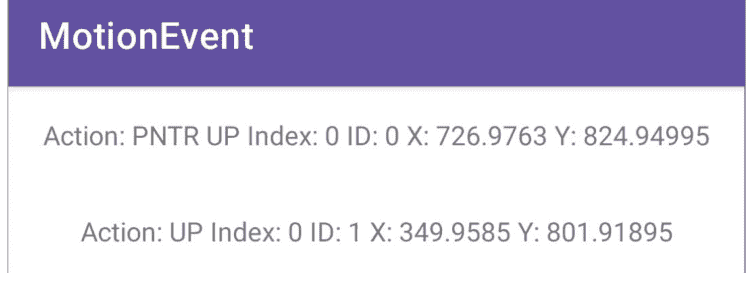 MotionEvent
Action: PNTR UP Index: 0 ID: 0 X: 726.9763 Y: 824.94995
Action: UP Index: 0 ID: 1 X: 349.9585 Y: 801.91895